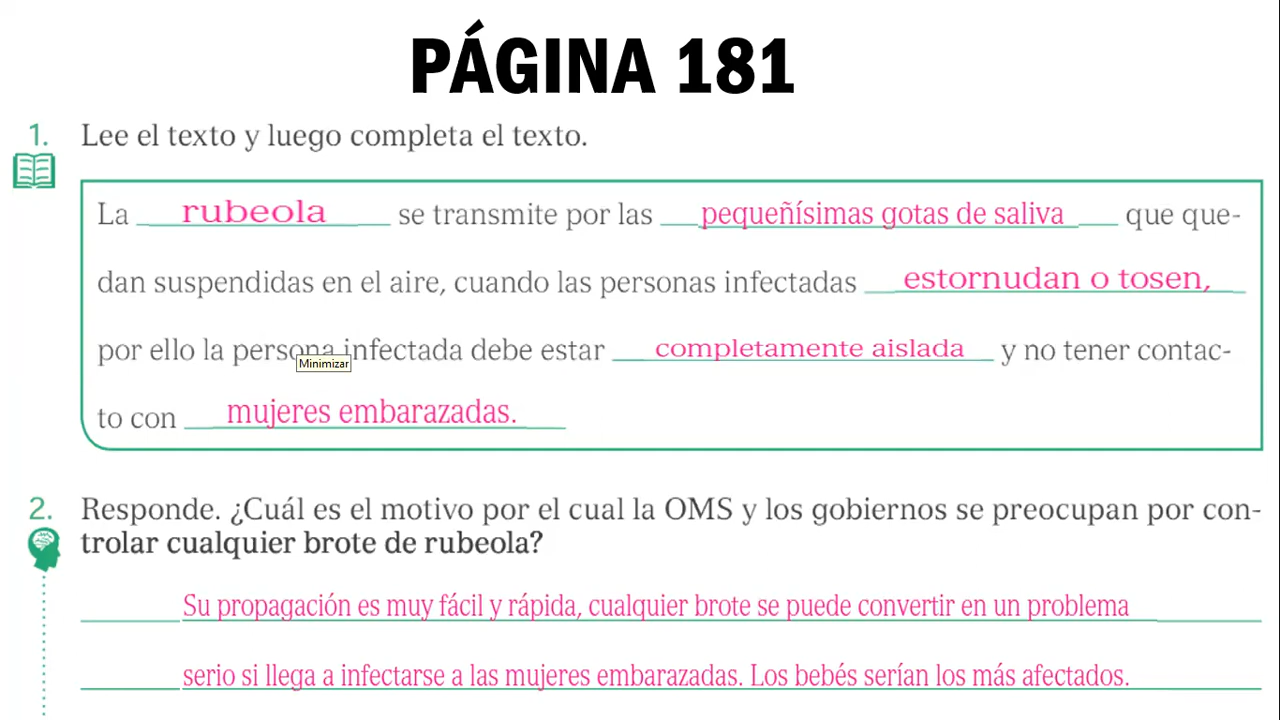 PÁGINA 181
1. Lee el texto y luego completa el texto.
La rubeola se transmite por las pequeñísimas gotas de saliva que que-
dan suspendidas en el aire, cuando las personas infectadas estornudan o tosen,
por ello la persona infectada debe estar completamente aislada y no tener contac-
Minimizar
to con mujeres embarazadas.
2. Responde. ¿Cuál es el motivo por el cual la OMS y los gobiernos se preocupan por con-
trolar cualquier brote de rubeola?
Su propagación es muy fácil y rápida, cualquier brote se puede convertir en un problema
serio si llega a infectarse a las mujeres embarazadas. Los bebés serían los más afectados.